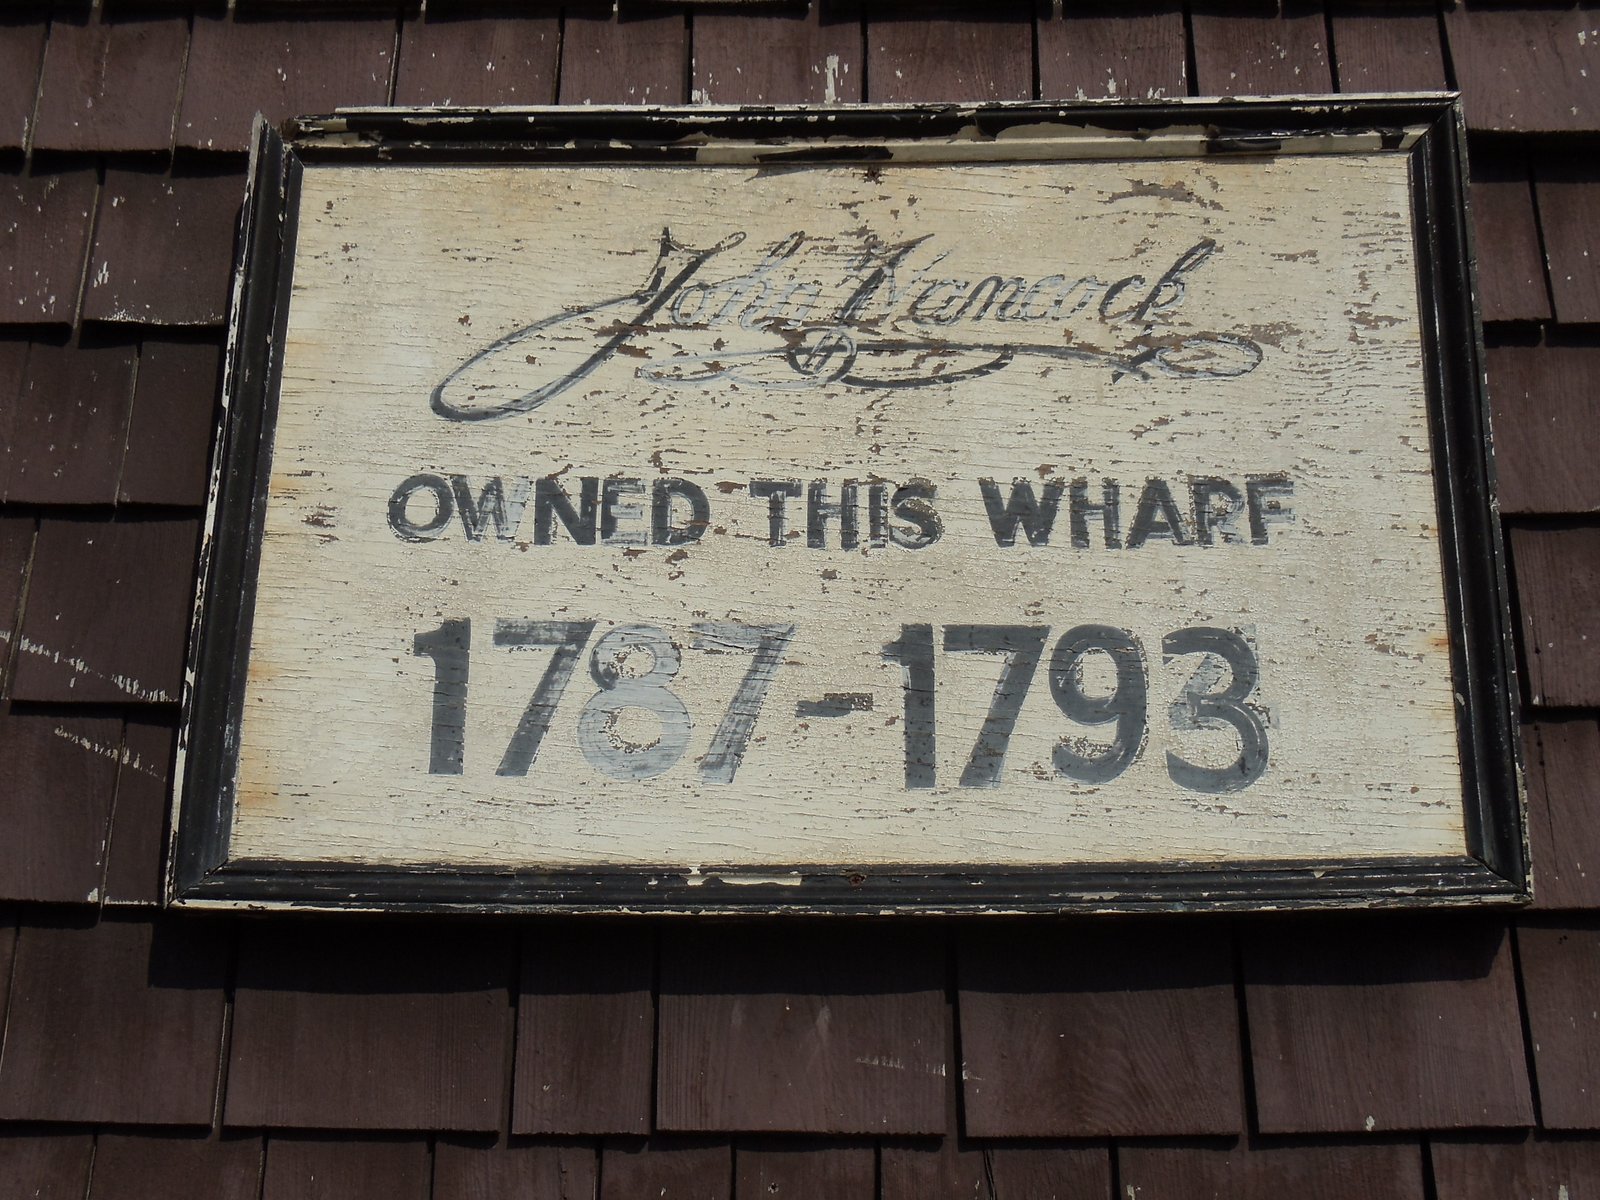 John Hancock
H
OWNED THIS WHARF
1787-1793